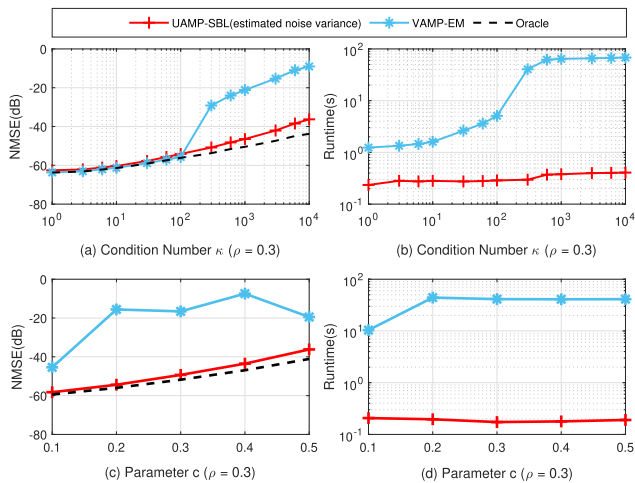 UAMP-SBL(estimated noise variance) VAMP-EM Oracle
0
-20
-40
-60
-80
NMSE(dB)
10^0 10^1 10^2 10^3 10^4
(a) Condition Number κ (ρ = 0.3)
10^2
10^1
10^0
10^-1
Runtime(s)
10^0 10^1 10^2 10^3 10^4
(b) Condition Number κ (ρ = 0.3)
0
-20
-40
-60
-80
NMSE(dB)
0.1 0.2 0.3 0.4 0.5
(c) Parameter c (ρ = 0.3)
10^2
10^1
10^0
10^-1
Runtime(s)
0.1 0.2 0.3 0.4 0.5
(d) Parameter c (ρ = 0.3)